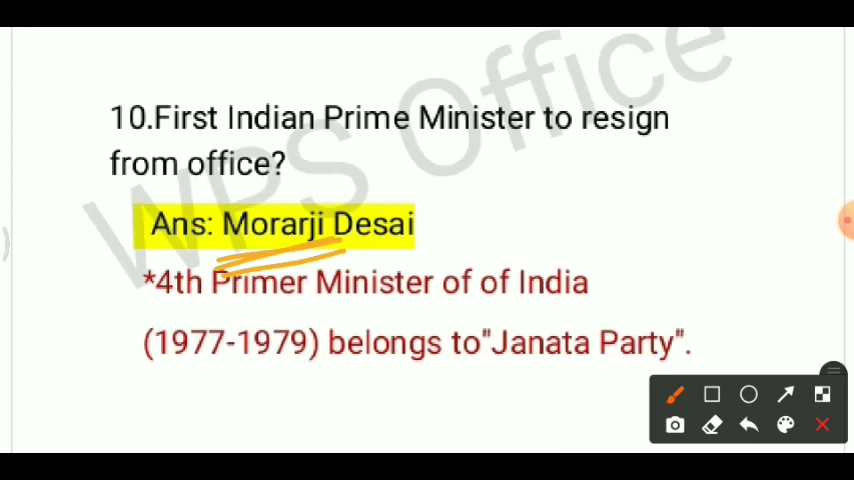 10.First Indian Prime Minister to resign
from office?
Ans: Morarji Desai
*4th Primer Minister of of India
(1977-1979) belongs to"Janata Party".
WPS Office